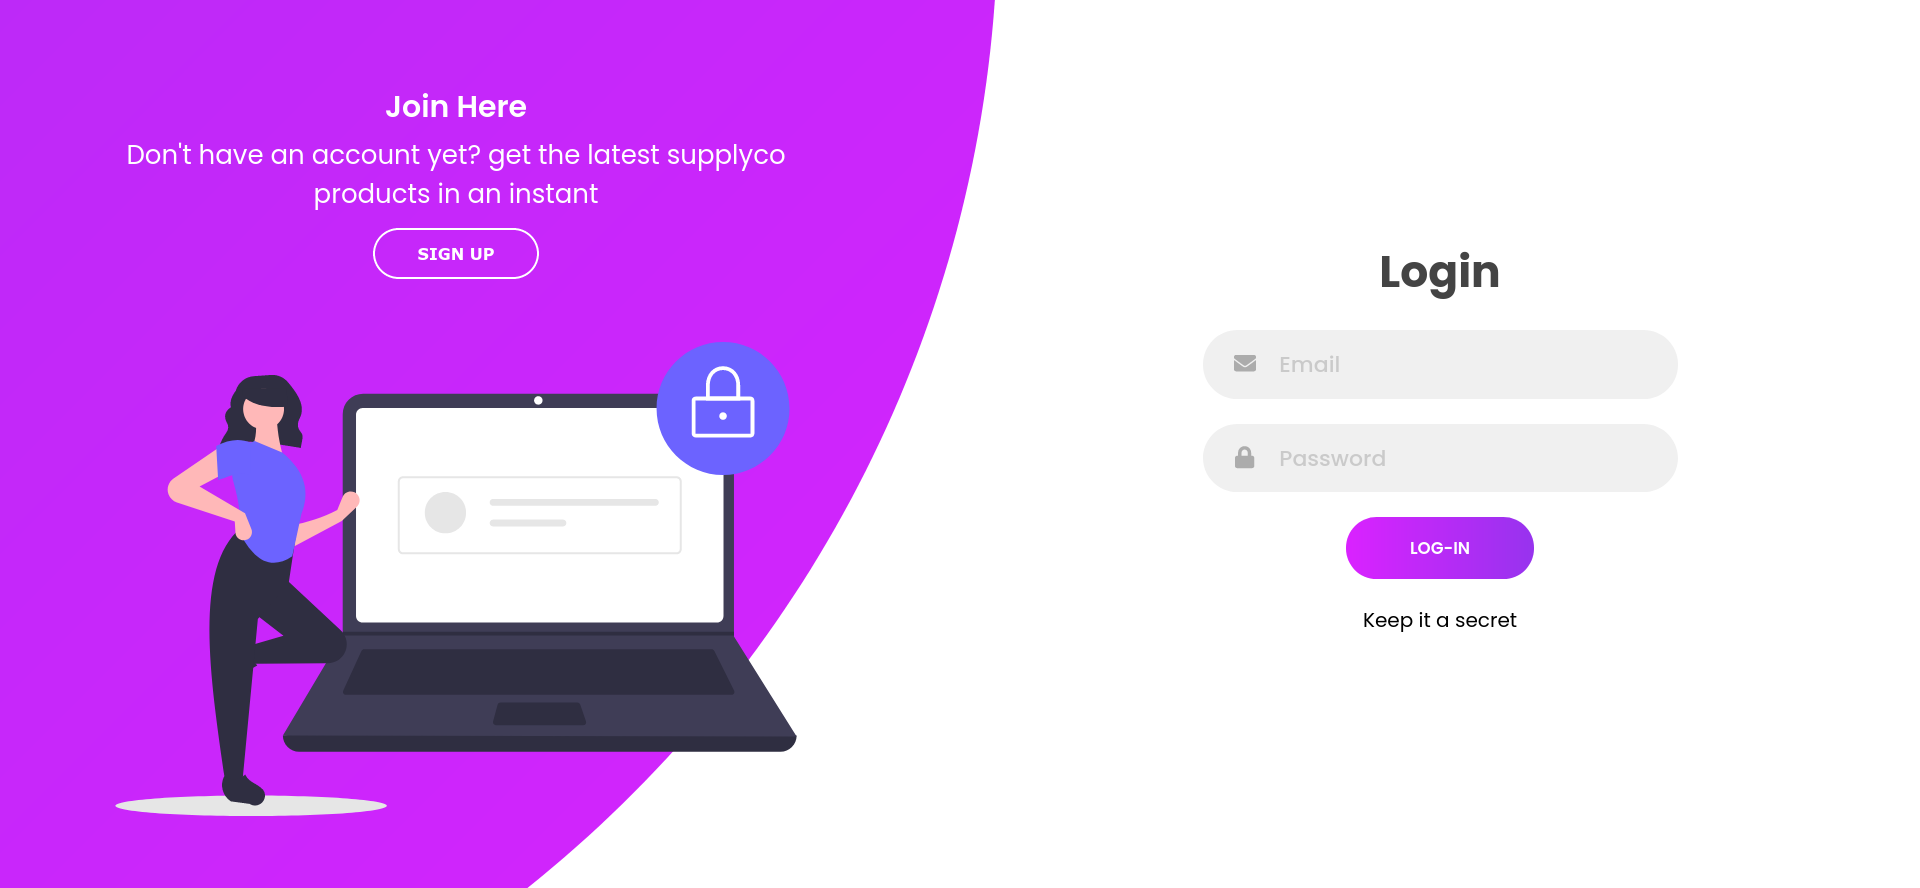 Join Here
Don't have an account yet? get the latest supplyco
products in an instant
SIGN UP
Login
Email
Password
LOG-IN
Keep it a secret